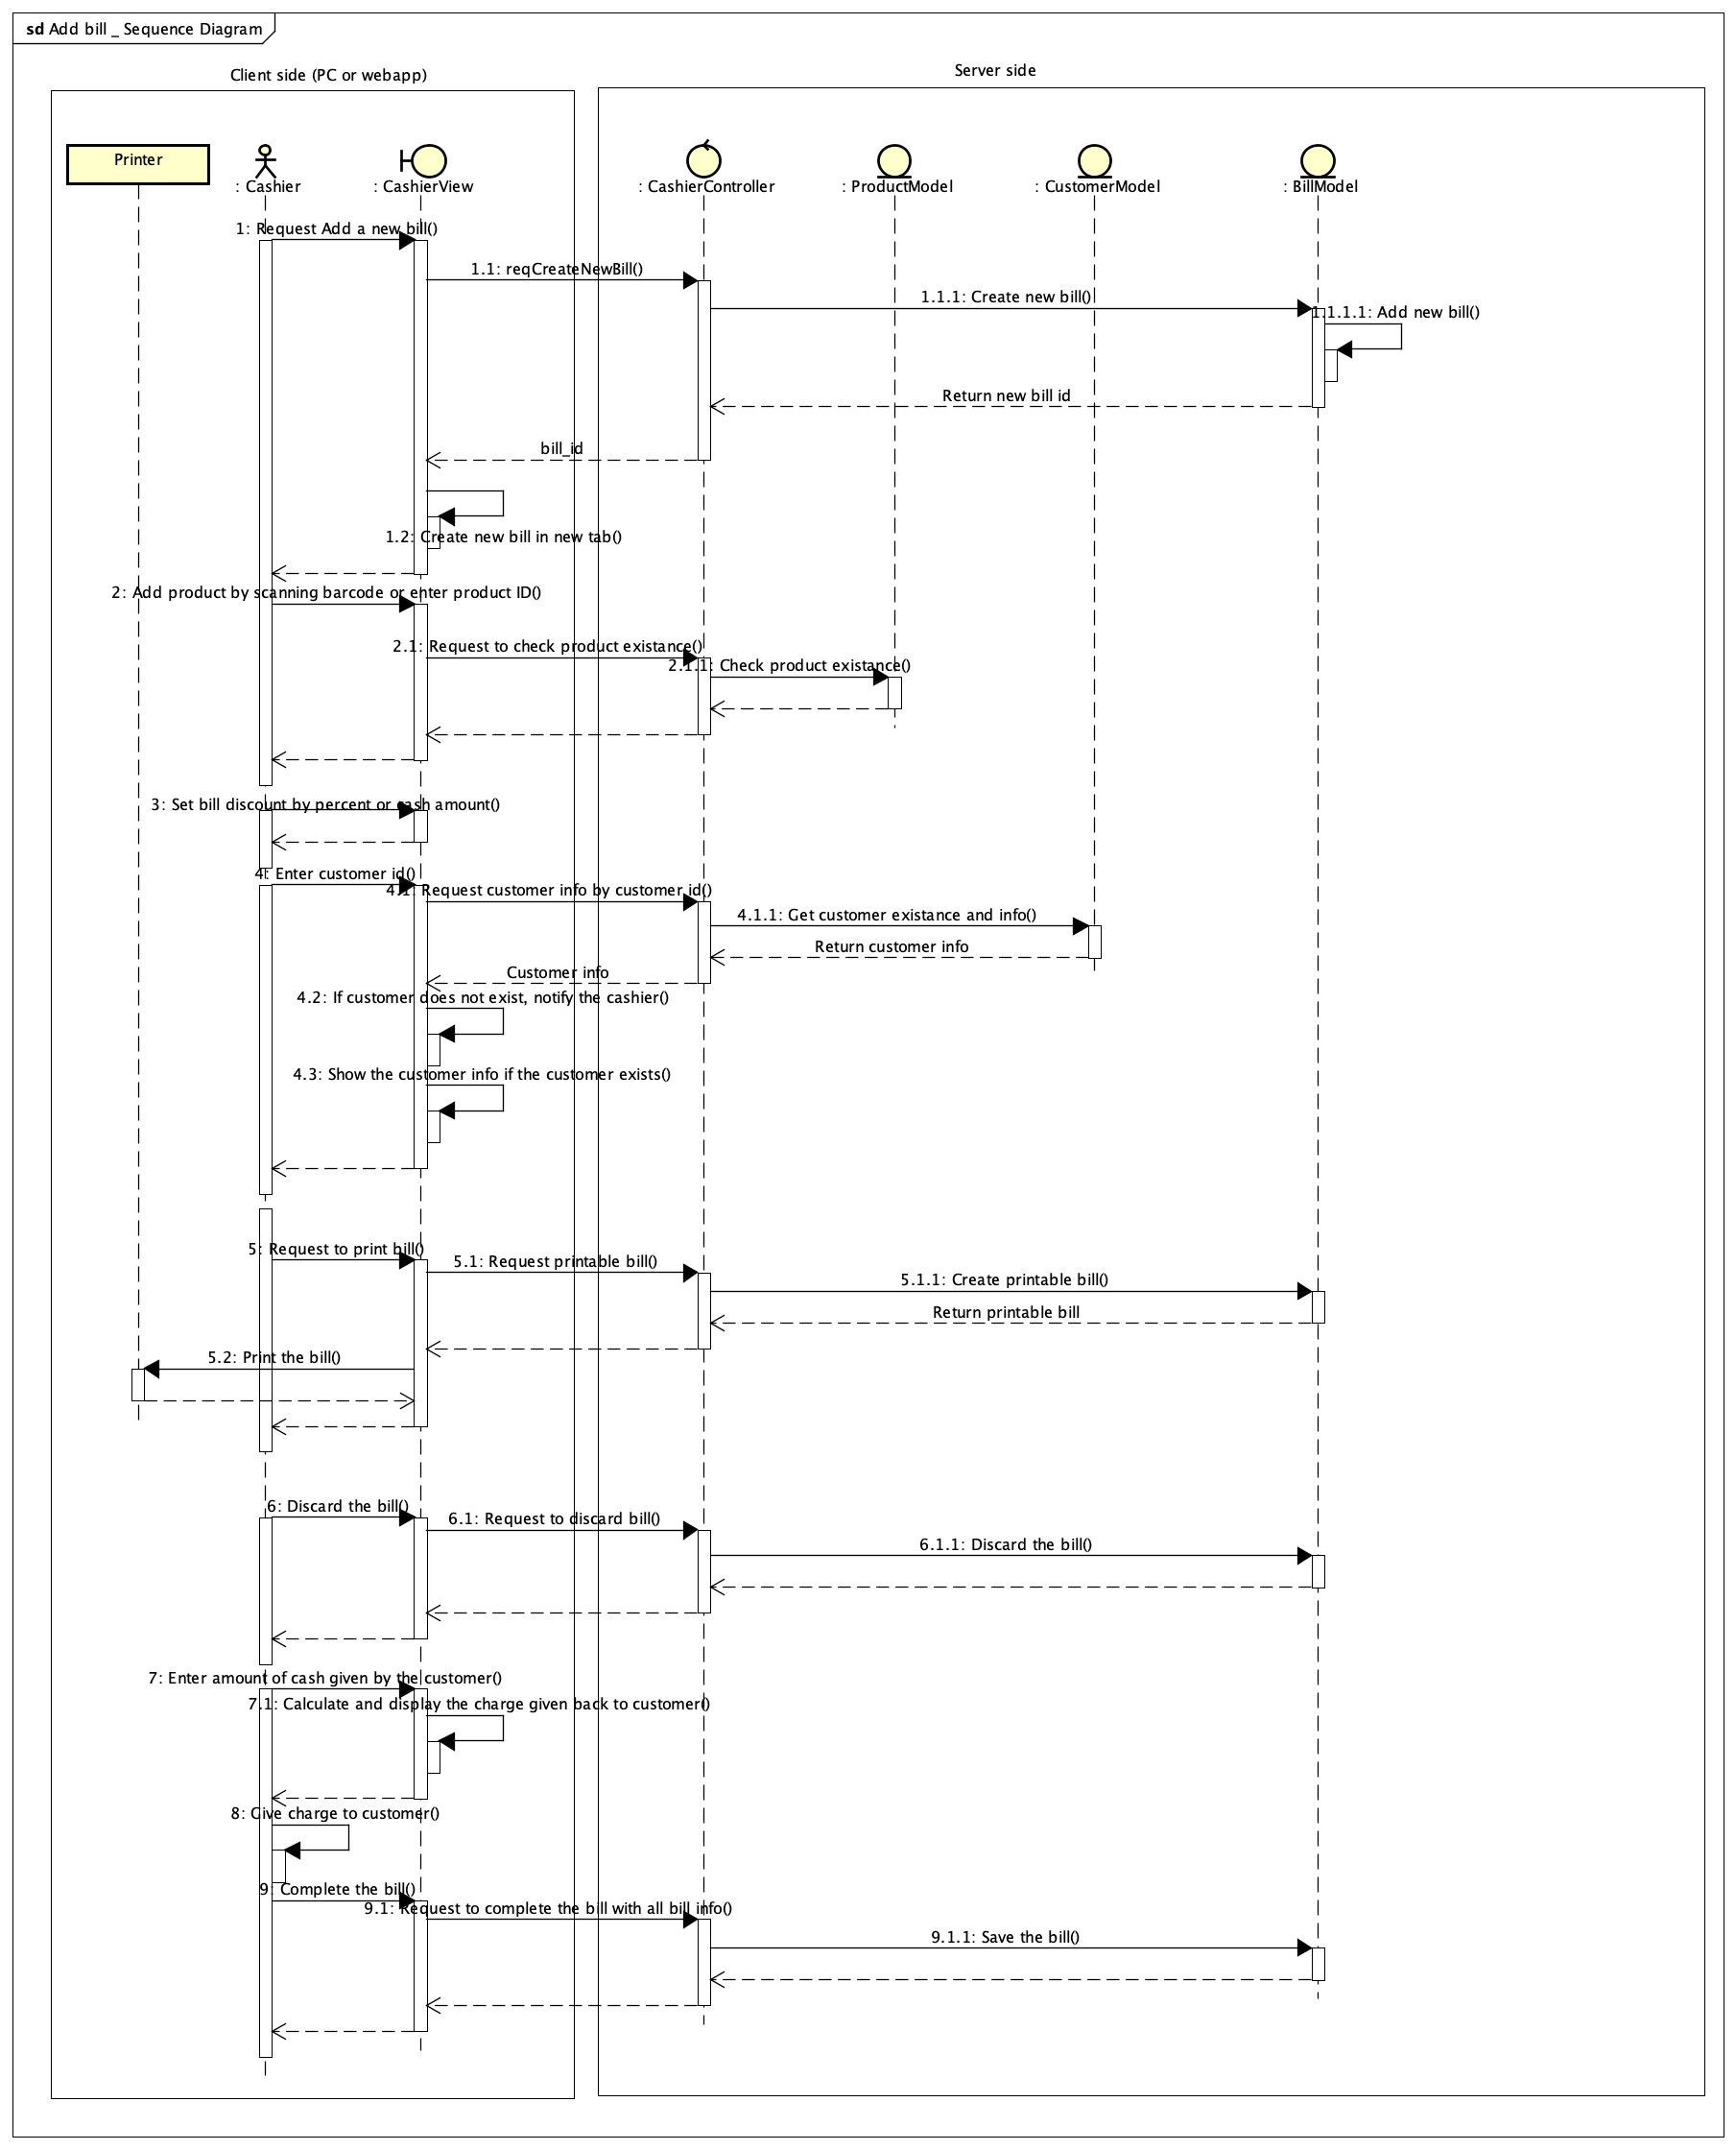 sd Add bill _ Sequence Diagram
Client side (PC or webapp)
Server side
Printer
: Cashier
: CashierView
: CashierController
: ProductModel
: CustomerModel
: BillModel
1: Request Add a new bill()
1.1: reqCreateNewBill()
1.1.1: Create new bill()
1.1.1.1: Add new bill()
Return new bill id
bill_id
1.2: Create new bill in new tab()
2: Add product by scanning barcode or enter product ID()
2.1: Request to check product existance()
2.1.1: Check product existance()
3: Set bill discount by percent or cash amount()
4: Enter customer id()
4.1: Request customer info by customer id()
4.1.1: Get customer existance and info()
Return customer info
Customer info
4.2: If customer does not exist, notify the cashier()
4.3: Show the customer info if the customer exists()
5: Request to print bill()
5.1: Request printable bill()
5.1.1: Create printable bill()
Return printable bill
5.2: Print the bill()
6: Discard the bill()
6.1: Request to discard bill()
6.1.1: Discard the bill()
7: Enter amount of cash given by the customer()
7.1: Calculate and display the charge given back to customer()
8: Give charge to customer()
9: Complete the bill()
9.1: Request to complete the bill with all bill info()
9.1.1: Save the bill()